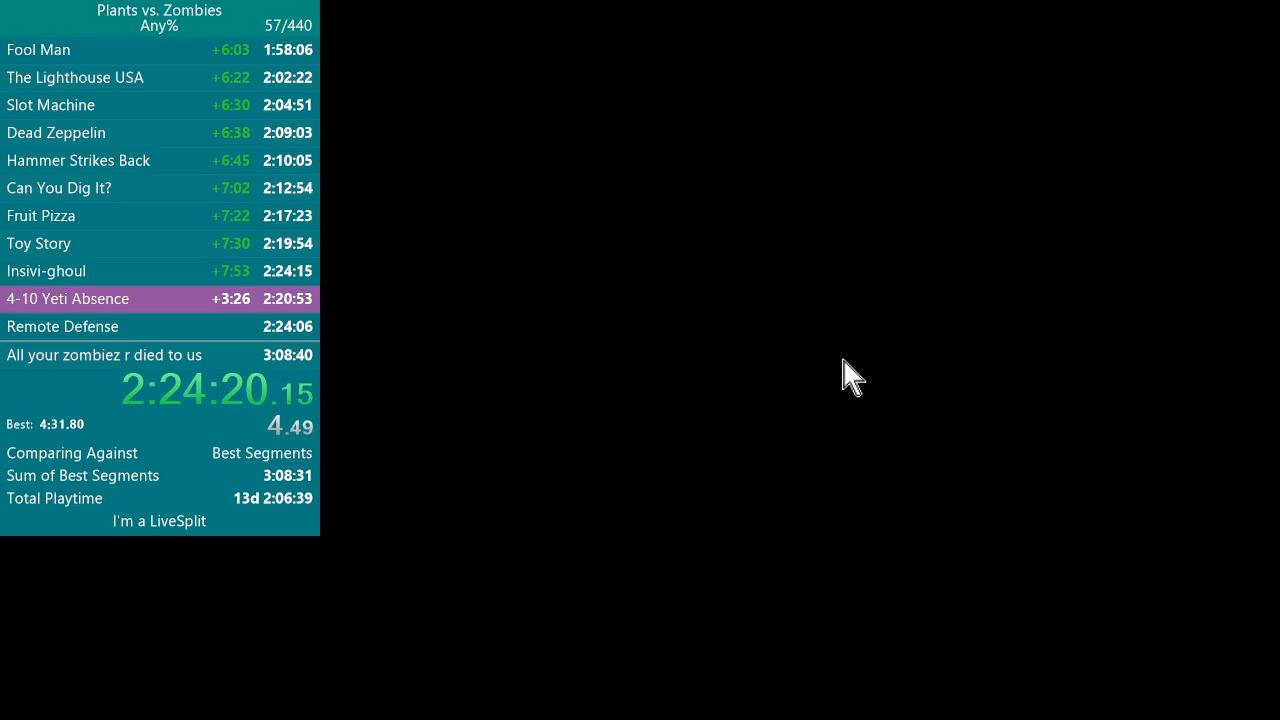 Plants vs. Zombies
Any% 57/440
Fool Man +6:03 1:58:06
The Lighthouse USA +6:22 2:02:22
Slot Machine +6:30 2:04:51
Dead Zeppelin +6:38 2:09:03
Hammer Strikes Back +6:45 2:10:05
Can You Dig It? +7:02 2:12:54
Fruit Pizza +7:22 2:17:23
Toy Story +7:30 2:19:54
Insivi-ghoul +7:53 2:24:15
4-10 Yeti Absence +3:26 2:20:53
Remote Defense 2:24:06
All your zombiez r died to us 3:08:40
2:24:20.15
Best: 4:31.80 4.49
Comparing Against Best Segments
Sum of Best Segments 3:08:31
Total Playtime 13d 2:06:39
I'm a LiveSplit